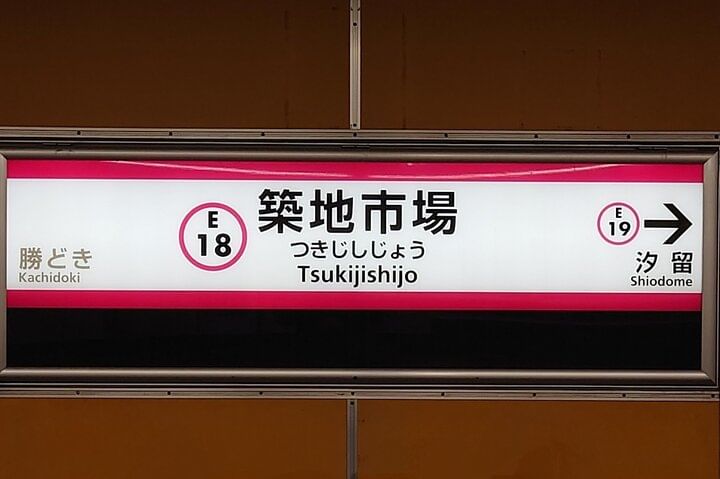 勝どき
Kachidoki
E
18
築地市場
つきじしじょう
Tsukijishijo
E
19
汐留
Shiodome